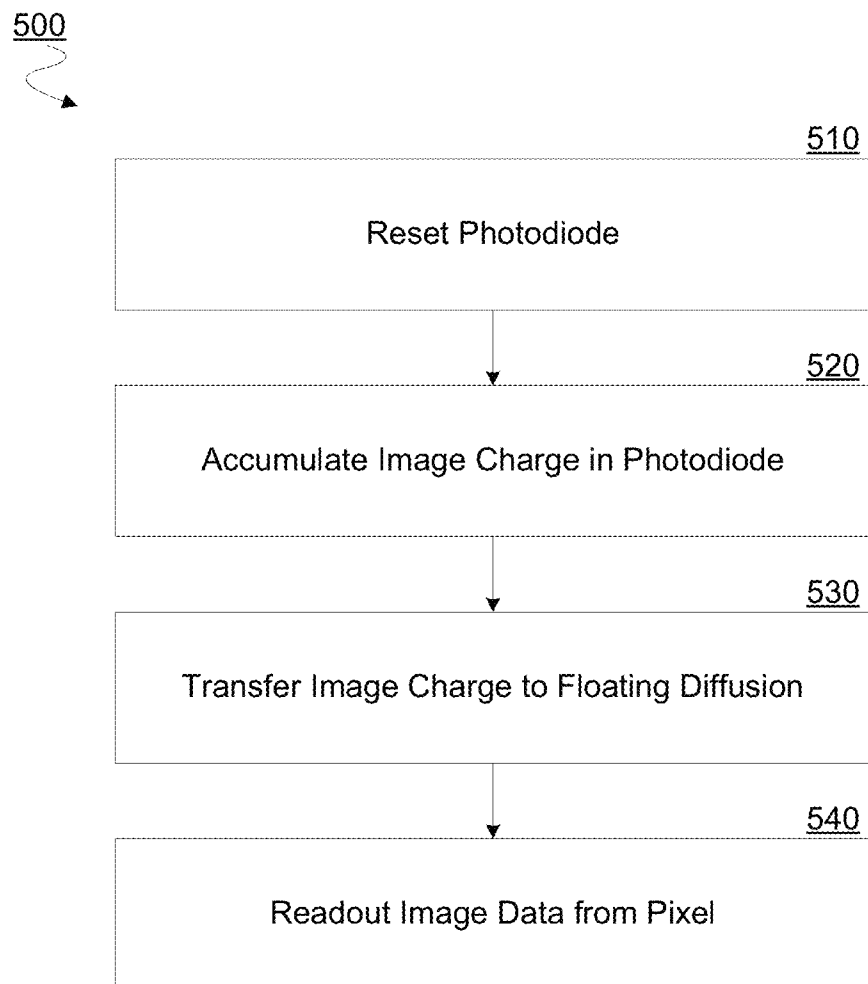 500
510
Reset Photodiode
520
Accumulate Image Charge in Photodiode
530
Transfer Image Charge to Floating Diffusion
540
Readout Image Data from Pixel